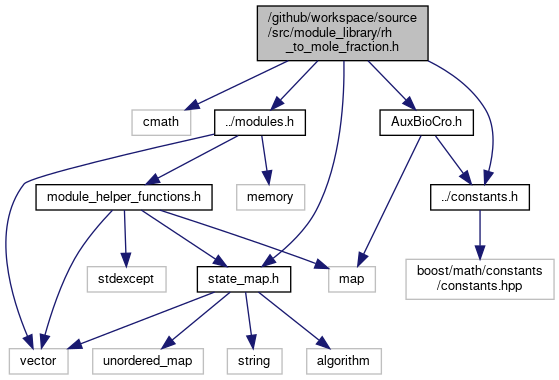 /github/workspace/source
/src/module_library/rh
_to_mole_fraction.h
cmath
../modules.h
AuxBioCro.h
module_helper_functions.h
memory
../constants.h
stdexcept
state_map.h
map
boost/math/constants
/constants.hpp
vector
unordered_map
string
algorithm